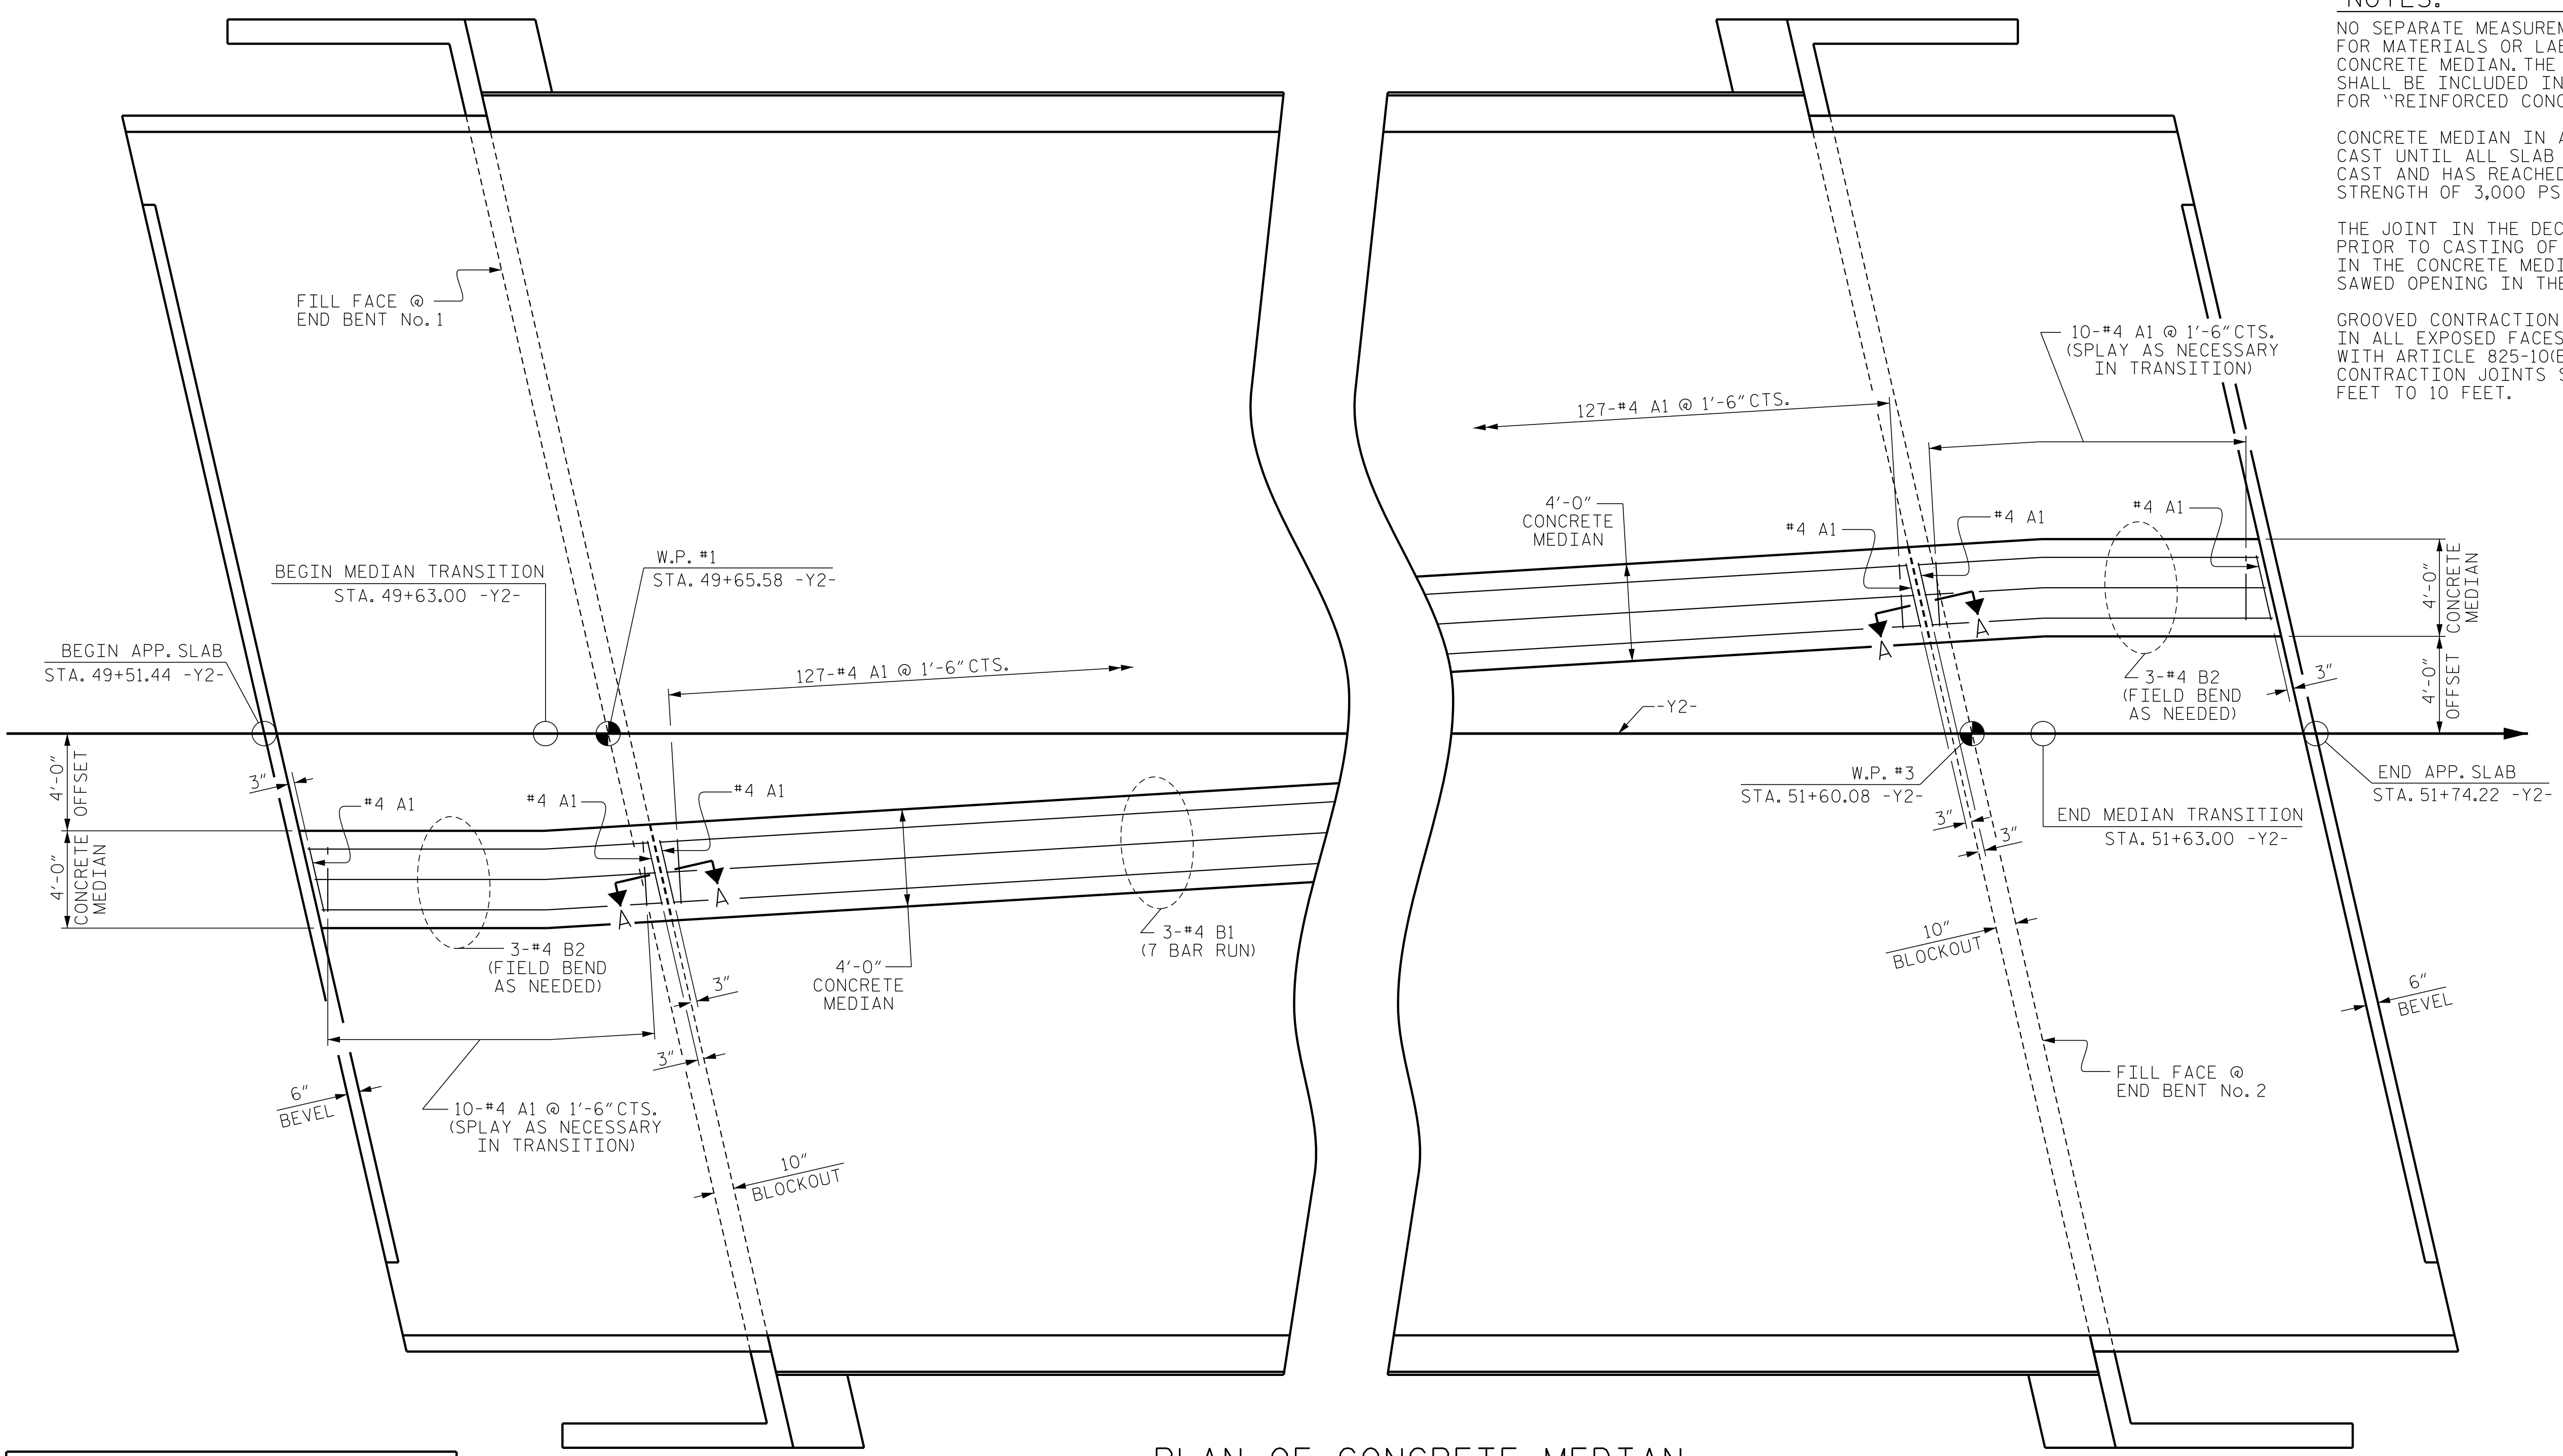 NOTES:
NO SEPARATE MEASUREM
FOR MATERIALS OR LAB
CONCRETE MEDIAN. THE
SHALL BE INCLUDED IN
FOR ‶REINFORCED CONC
CONCRETE MEDIAN IN A
CAST UNTIL ALL SLAB
CAST AND HAS REACHED
STRENGTH OF 3,000 PS
THE JOINT IN THE DEC
PRIOR TO CASTING OF
IN THE CONCRETE MEDI
SAWED OPENING IN THE
GROOVED CONTRACTION
IN ALL EXPOSED FACES
WITH ARTICLE 825-10(B
CONTRACTION JOINTS S
FEET TO 10 FEET.
FILL FACE @
END BENT No. 1
10-#4 A1 @ 1'-6" CTS.
(SPLAY AS NECESSARY
IN TRANSITION)
127-#4 A1 @ 1'-6" CTS.
4'-0"
CONCRETE
MEDIAN
#4 A1
#4 A1
#4 A1
BEGIN MEDIAN TRANSITION
STA. 49+63.00 -Y2-
W.P. #1
STA. 49+65.58 -Y2-
BEGIN APP. SLAB
STA. 49+51.44 -Y2-
127-#4 A1 @ 1'-6" CTS.
A
A
4'-0"
CONCRETE
MEDIAN
4'-0"
OFFSET
3"
3-#4 B2
(FIELD BEND
AS NEEDED)
-Y2-
4'-0"
OFFSET
3"
#4 A1
#4 A1
#4 A1
W.P. #3
STA. 51+60.08 -Y2-
END APP. SLAB
STA. 51+74.22 -Y2-
END MEDIAN TRANSITION
STA. 51+63.00 -Y2-
3"
3"
4'-0"
CONCRETE
MEDIAN
A
A
3-#4 B2
(FIELD BEND
AS NEEDED)
4'-0"
CONCRETE
MEDIAN
3-#4 B1
(7 BAR RUN)
10"
BLOCKOUT
3"
3"
6"
BEVEL
6"
BEVEL
10-#4 A1 @ 1'-6" CTS.
(SPLAY AS NECESSARY
IN TRANSITION)
FILL FACE @
END BENT No. 2
10"
BLOCKOUT
PLAN OF CONCRETE MEDIAN